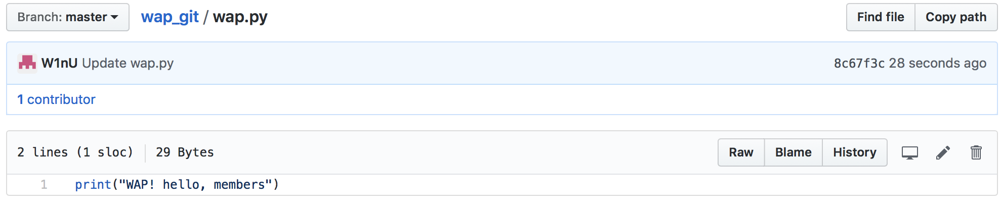 Branch: master wap_git / wap.py Find file Copy path
W1nU Update wap.py 8c67f3c 28 seconds ago
1 contributor
2 lines (1 sloc) 29 Bytes Raw Blame History
1 print("WAP! hello, members")